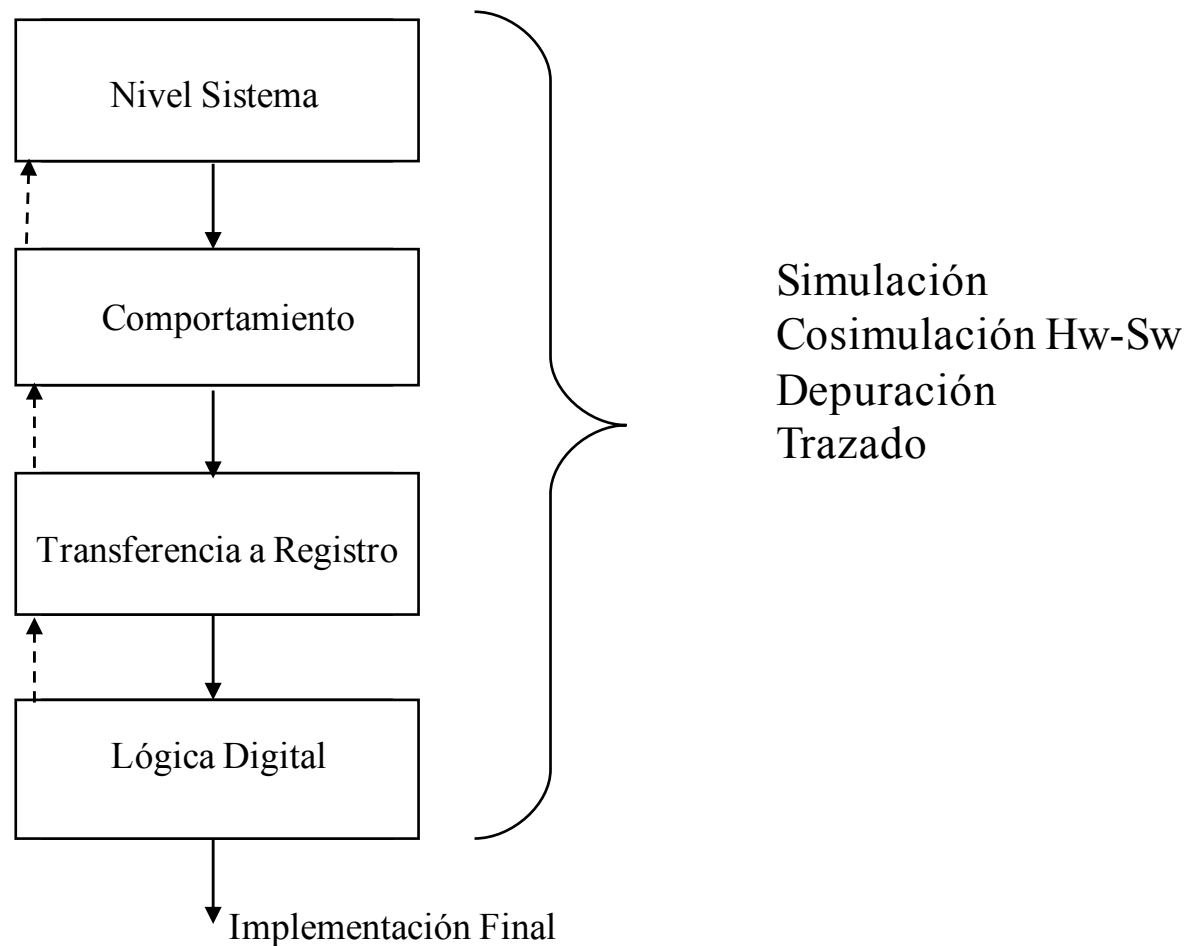 Nivel Sistema
Comportamiento
Transferencia a Registro
Lógica Digital
Implementación Final
Simulación
Cosimulación Hw-Sw
Depuración
Trazado